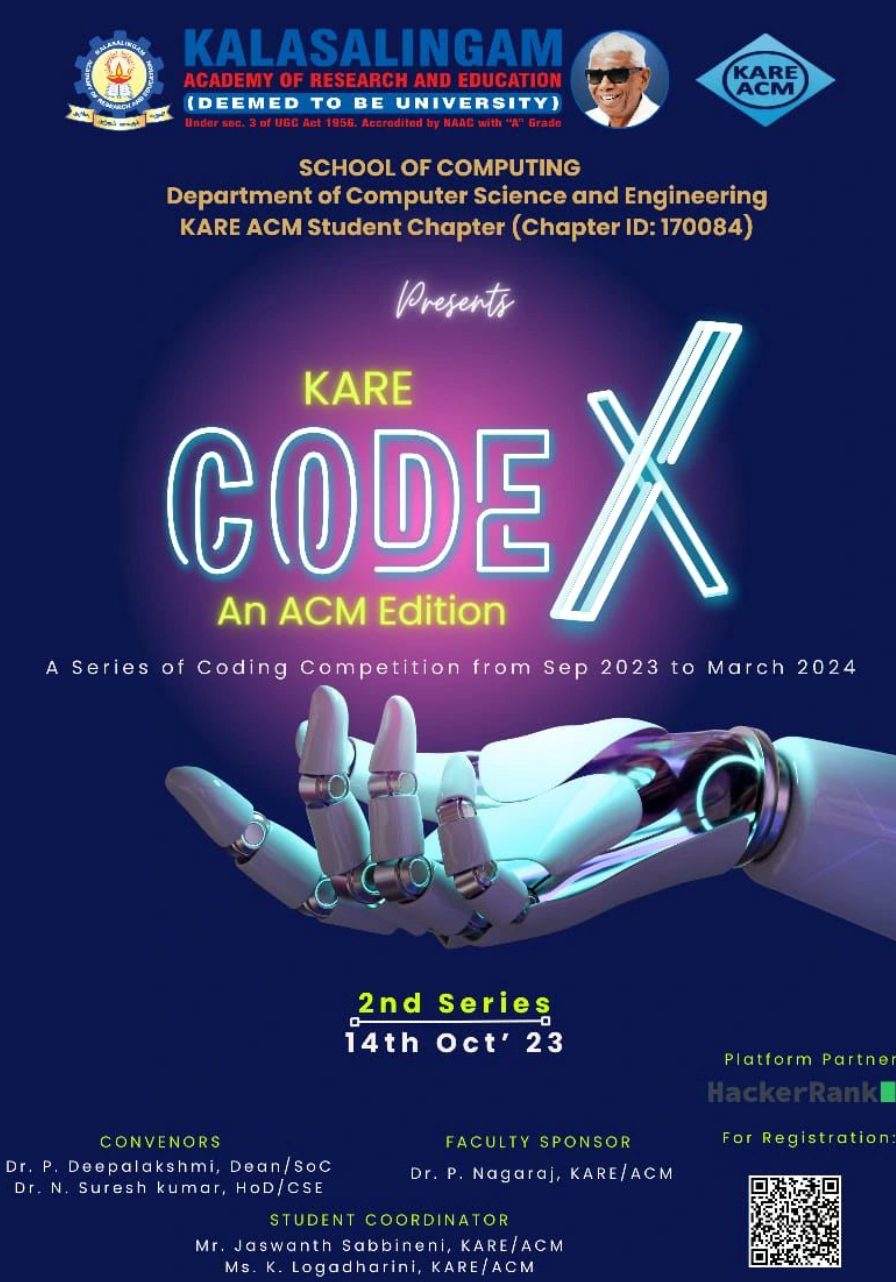 KALASALINGAM
ACADEMY OF RESEARCH AND EDUCATION
(DEEMED TO BE UNIVERSITY)
Under sec. 3 of UGC Act 1956. Accredited by NAAC with "A" Grade
KARE
ACM
SCHOOL OF COMPUTING
Department of Computer Science and Engineering
KARE ACM Student Chapter (Chapter ID: 170084)
Presents
KARE
CODEX
An ACM Edition
A Series of Coding Competition from Sep 2023 to March 2024
2nd Series
14th Oct' 23
Platform Partner
HackerRank
For Registration:
CONVENORS
Dr. P. Deepalakshmi, Dean/SoC
Dr. N. Suresh kumar, HoD/CSE
FACULTY SPONSOR
Dr. P. Nagaraj, KARE/ACM
STUDENT COORDINATOR
Mr. Jaswanth Sabbineni, KARE/ACM
Ms. K. Logadharini, KARE/ACM